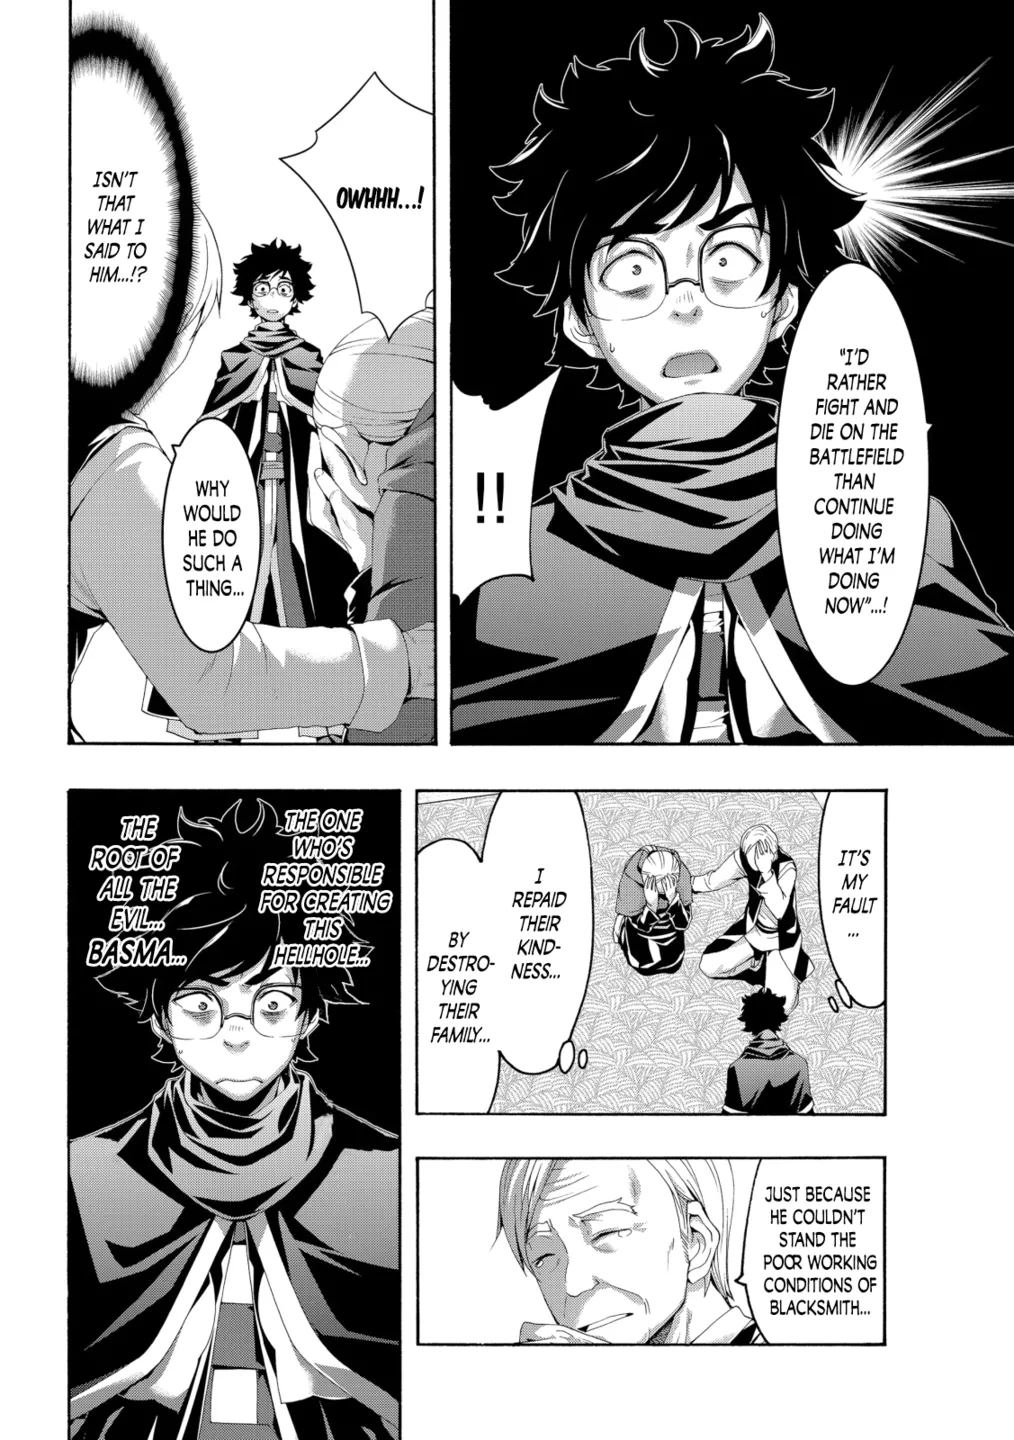 "I'D
RATHER
FIGHT AND
DIE ON THE
BATTLEFIELD
THAN
CONTINUE
DOING
WHAT I'M
DOING
NOW"...!
!!
OWHHH...!
WHY
WOULD
HE DO
SUCH A
THING...
ISN'T
THAT
WHAT I
SAID TO
HIM...!?
IT'S
MY
FAULT
...
I
REPAID
THEIR
KIND-
NESS...
BY
DESTRO-
YING
THEIR
FAMILY...
JUST BECAUSE
HE COULDN'T
STAND THE
POOR WORKING
CONDITIONS OF
BLACKSMITH...
THE ONE
WHO'S
RESPONSIBLE
FOR CREATING
THIS
HELLHOLE...
THE
ROOT OF
ALL THE
EVIL...
BASMA...